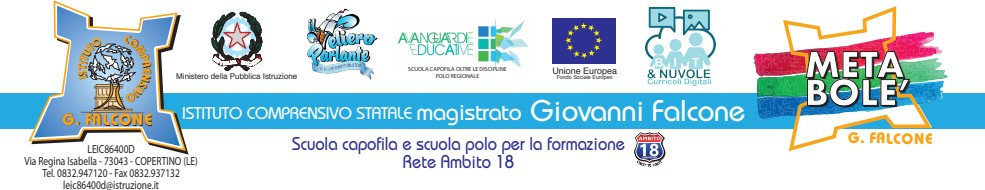 ISTITUTO COMPRENSIVO
G. FALCONE
LEIC86400D
Via Regina Isabella - 73043 - COPERTINO (LE)
Tel. 0832.947120 - Fax 0832.937132
leic86400d@istruzione.it
Ministero della Pubblica Istruzione
il
Veliero
Parlante
AVANGUARDIE
EDUCATIVE
SCUOLA CAPOFILA OLTRE LE DISCIPLINE
POLO REGIONALE
Unione Europea
Fondo Sociale Europeo
& NUVOLE
Curricoli Digitali
ISTITUTO COMPRENSIVO STATALE magistrato Giovanni Falcone
Scuola capofila e scuola polo per la formazione
Rete Ambito 18
AMBITO
18
META
BOLE'
G. FALCONE